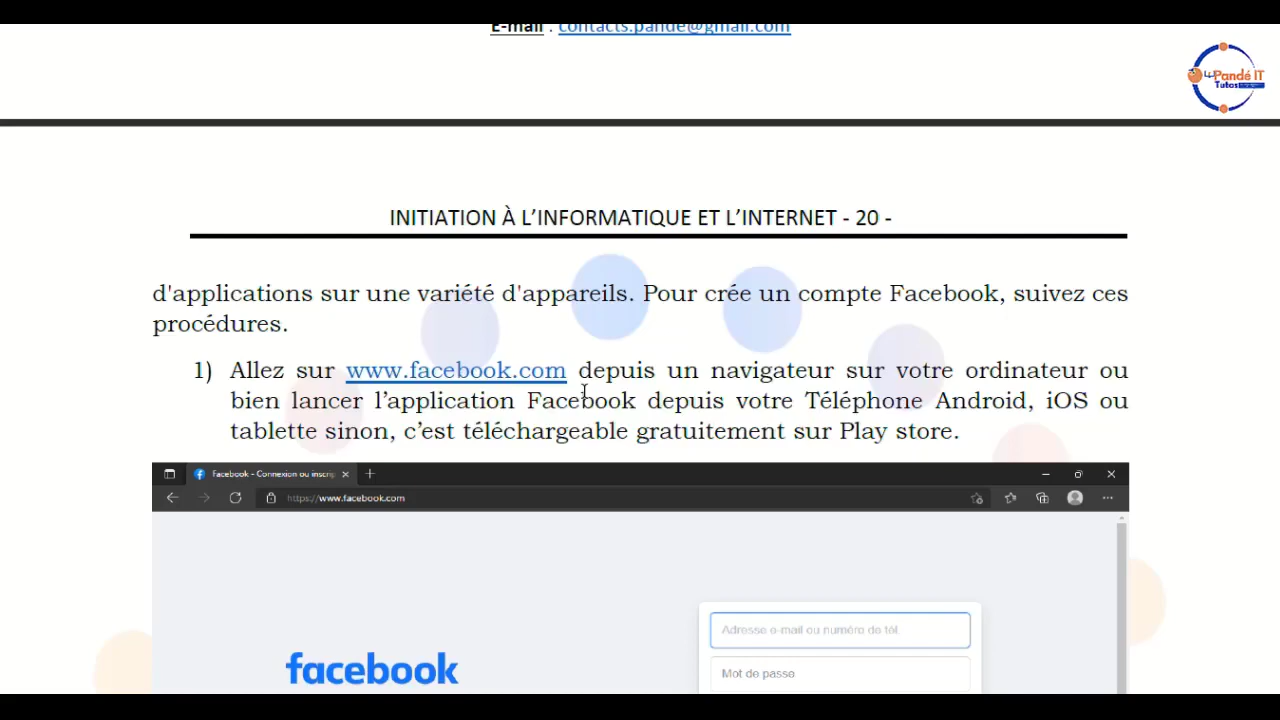 E-mail : contacts.pande@gmail.com
Pandé IT
Tutos
INITIATION À L’INFORMATIQUE ET L’INTERNET - 20 -
d'applications sur une variété d'appareils. Pour crée un compte Facebook, suivez ces
procédures.
1) Allez sur www.facebook.com depuis un navigateur sur votre ordinateur ou
bien lancer l’application Facebook depuis votre Téléphone Android, iOS ou
tablette sinon, c’est téléchargeable gratuitement sur Play store.
Facebook - Connexion ou inscrip
https://www.facebook.com
Adresse e-mail ou numéro de tél.
facebook
Mot de passe